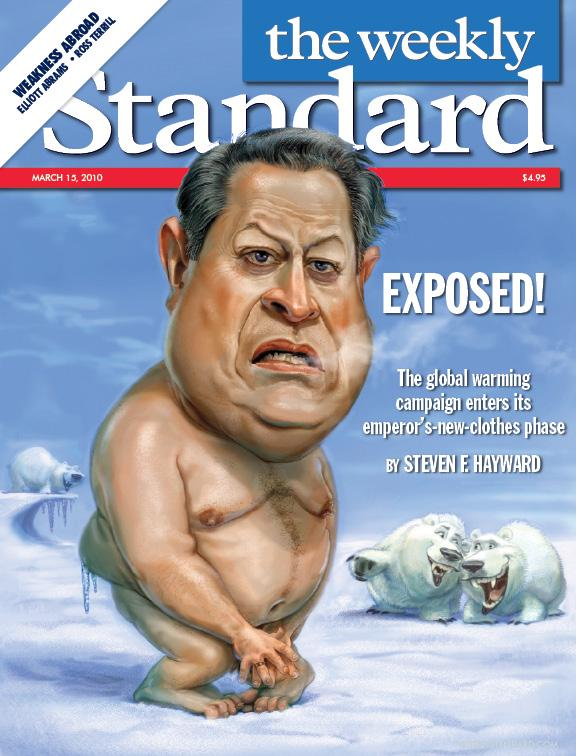 WEAKNESS ABROAD
ELLIOTT ABRAMS • ROSS TERRILL
the weekly
Standard
MARCH 15, 2010
$4.95
EXPOSED!
The global warming
campaign enters its
emperor's-new-clothes phase
BY STEVEN F. HAYWARD